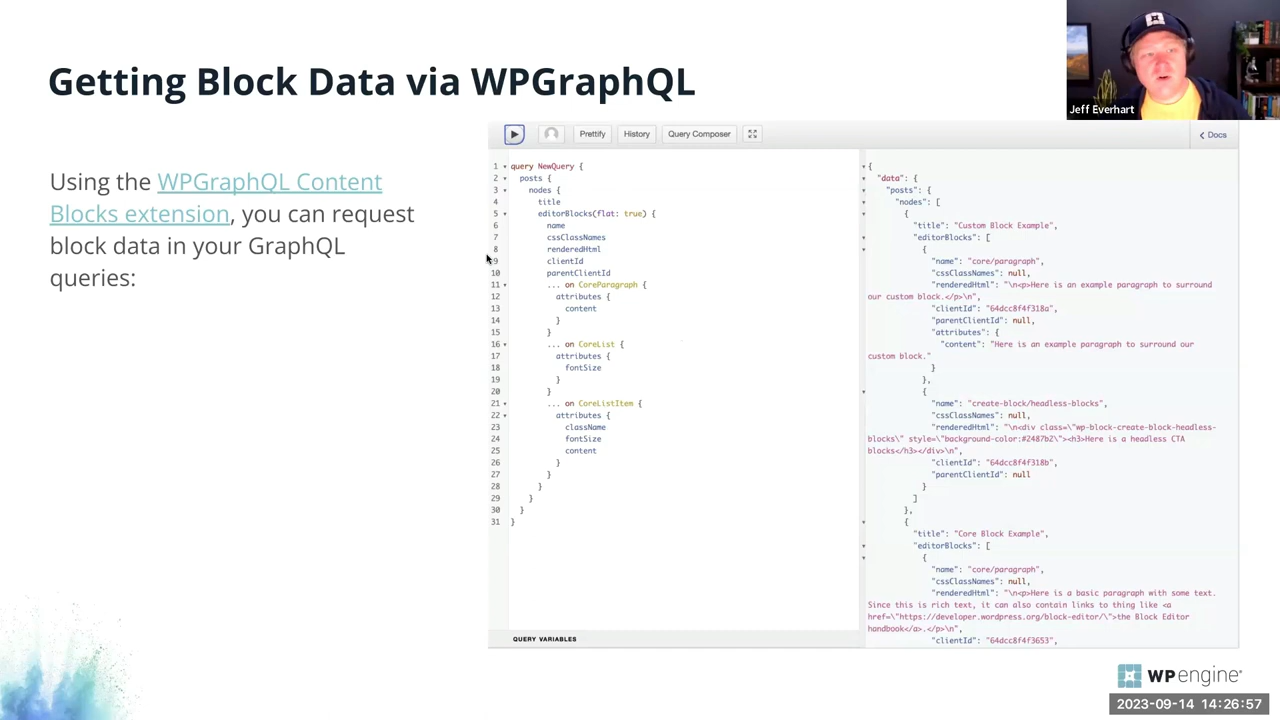 Getting Block Data via WPGraphQL
Jeff Everhart
Using the WPGraphQL Content
Blocks extension, you can request
block data in your GraphQL
queries:
Prettify History Query Composer Docs
1 query NewQuery {
2 posts {
3 nodes {
4 title
5 editorBlocks(flat: true) {
6 name
7 cssClassNames
8 renderedHtml
9 clientId
10 parentClientId
11 ... on CoreParagraph {
12 attributes {
13 content
14 }
15 }
16 ... on CoreList {
17 attributes {
18 fontSize
19 }
20 }
21 ... on CoreListItem {
22 attributes {
23 className
24 fontSize
25 content
26 }
27 }
28 }
29 }
30 }
31 }
QUERY VARIABLES
{
"data": {
"posts": {
"nodes": [
{
"title": "Custom Block Example",
"editorBlocks": [
{
"name": "core/paragraph",
"cssClassNames": null,
"renderedHtml": "\n<p>Here is an example paragraph to surround
our custom block.</p>\n",
"clientId": "64dcc8f4f318a",
"parentClientId": null,
"attributes": {
"content": "Here is an example paragraph to surround our
custom block."
}
},
{
"name": "create-block/headless-blocks",
"cssClassNames": null,
"renderedHtml": "\n<div class=\"wp-block-create-block-headless-
blocks\" style=\"background-color:#2487b2\"><h3>Here is a headless CTA
blocks</h3></div>\n",
"clientId": "64dcc8f4f318b",
"parentClientId": null
}
]
},
{
"title": "Core Block Example",
"editorBlocks": [
{
"name": "core/paragraph",
"cssClassNames": null,
"renderedHtml": "\n<p>Here is a basic paragraph with some text.
Since this is rich text, it can also contain links to thing like <a
href=\"https://developer.wordpress.org/block-editor/\">the Block Editor
handbook</a>.</p>\n",
"clientId": "64dcc8f4f3653",
WP engine
2023-09-14 14:26:57